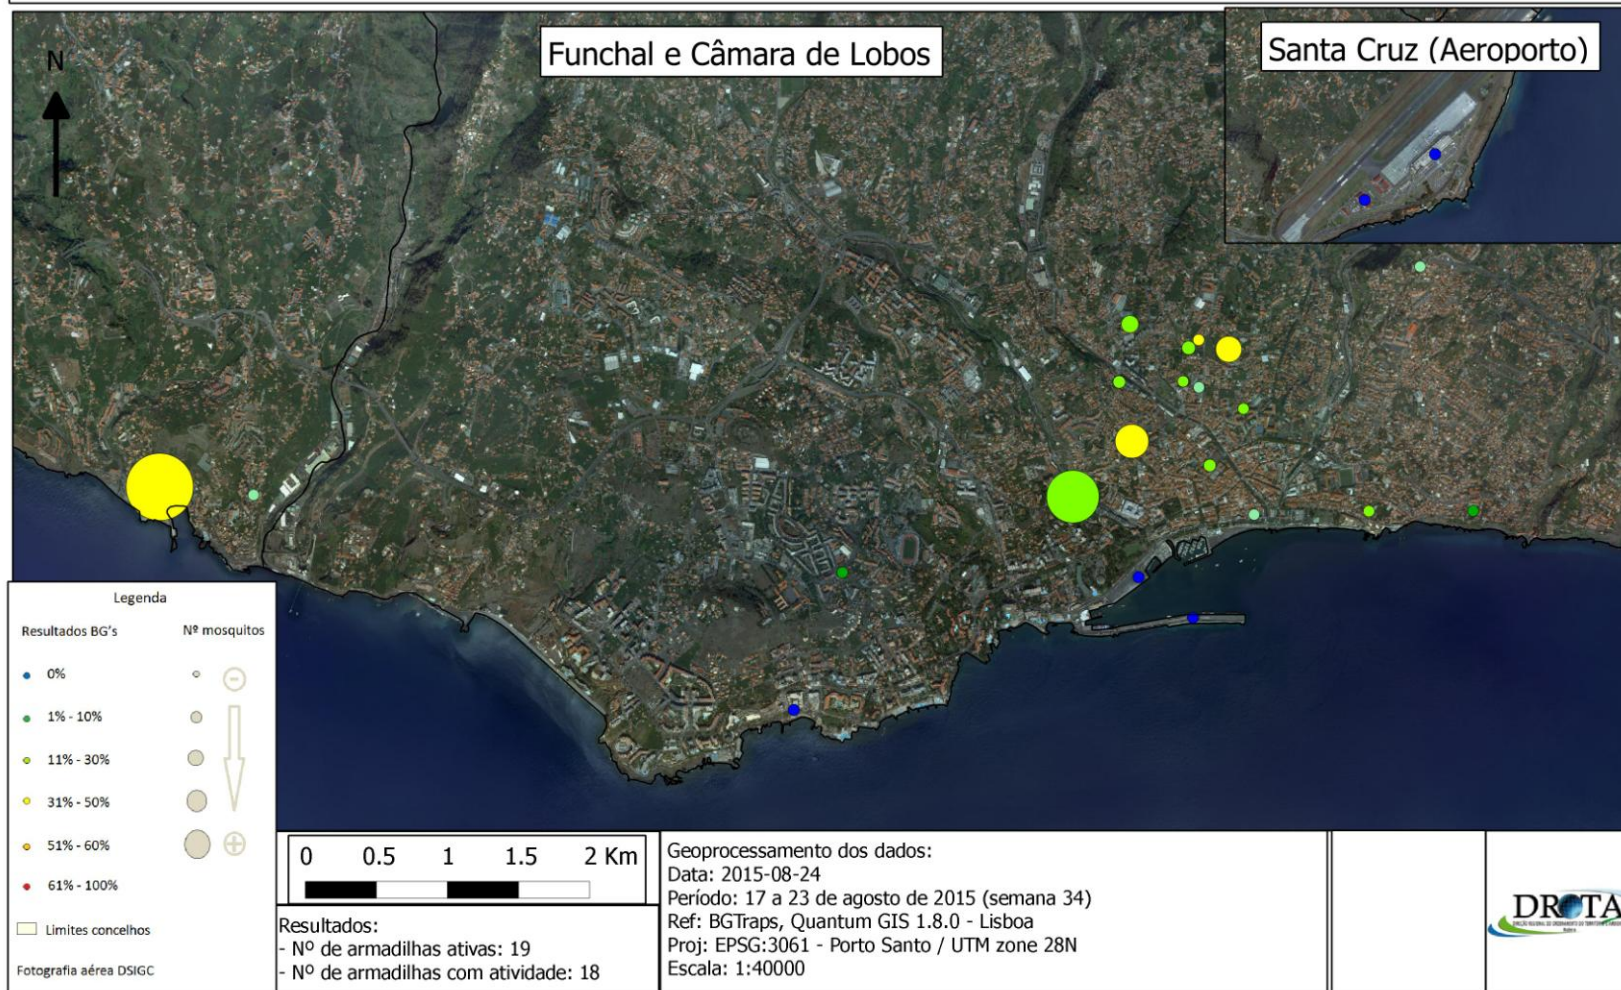 Funchal e Câmara de Lobos
Santa Cruz (Aeroporto)
N
Legenda
Resultados BG's Nº mosquitos
0%
1% - 10%
11% - 30%
31% - 50%
51% - 60%
61% - 100%
Limites concelhos
Fotografia aérea DSIGC
0 0.5 1 1.5 2 Km
Resultados:
- Nº de armadilhas ativas: 19
- Nº de armadilhas com atividade: 18
Geoprocessamento dos dados:
Data: 2015-08-24
Período: 17 a 23 de agosto de 2015 (semana 34)
Ref: BGTraps, Quantum GIS 1.8.0 - Lisboa
Proj: EPSG:3061 - Porto Santo / UTM zone 28N
Escala: 1:40000
DROTA